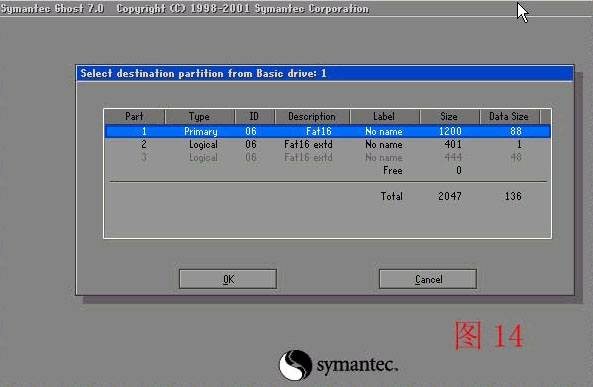 Symantec Ghost 7.0 Copyright (C) 1998-2001 Symantec Corporation
Select destination partition from Basic drive: 1
Part Type ID Description Label Size Data Size
1 Primary 06 Fat16 No name 1200 88
2 Logical 06 Fat16 extd No name 401 1
3 Logical 06 Fat16 extd No name 444 48
Free 0
Total 2047 136
OK Cancel
图 14
symantec.